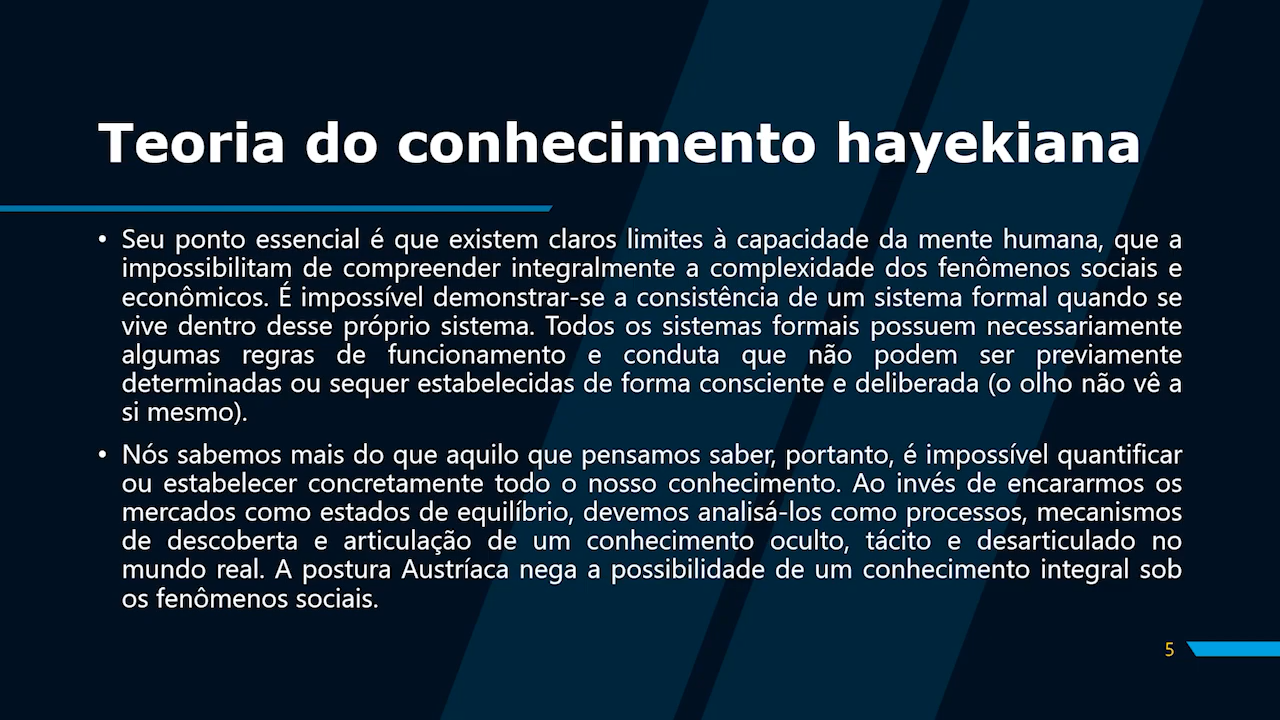 Teoria do conhecimento hayekiana
• Seu ponto essencial é que existem claros limites à capacidade da mente humana, que a
impossibilitam de compreender integralmente a complexidade dos fenômenos sociais e
econômicos. É impossível demonstrar-se a consistência de um sistema formal quando se
vive dentro desse próprio sistema. Todos os sistemas formais possuem necessariamente
algumas regras de funcionamento e conduta que não podem ser previamente
determinadas ou sequer estabelecidas de forma consciente e deliberada (o olho não vê a
si mesmo).
• Nós sabemos mais do que aquilo que pensamos saber, portanto, é impossível quantificar
ou estabelecer concretamente todo o nosso conhecimento. Ao invés de encararmos os
mercados como estados de equilíbrio, devemos analisá-los como processos, mecanismos
de descoberta e articulação de um conhecimento oculto, tácito e desarticulado no
mundo real. A postura Austríaca nega a possibilidade de um conhecimento integral sob
os fenômenos sociais.
5